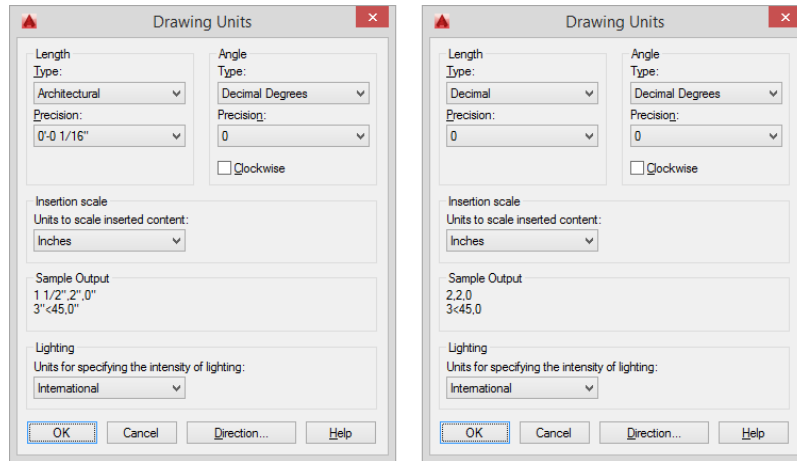 Drawing Units
Length
Type:
Architectural
Precision:
0'-0 1/16"
Angle
Type:
Decimal Degrees
Precision:
0
Clockwise
Insertion scale
Units to scale inserted content:
Inches
Sample Output
1 1/2",2",0"
3"<45,0"
Lighting
Units for specifying the intensity of lighting:
International
OK Cancel Direction... Help
Drawing Units
Length
Type:
Decimal
Precision:
0
Angle
Type:
Decimal Degrees
Precision:
0
Clockwise
Insertion scale
Units to scale inserted content:
Inches
Sample Output
2,2,0
3<45,0
Lighting
Units for specifying the intensity of lighting:
International
OK Cancel Direction... Help